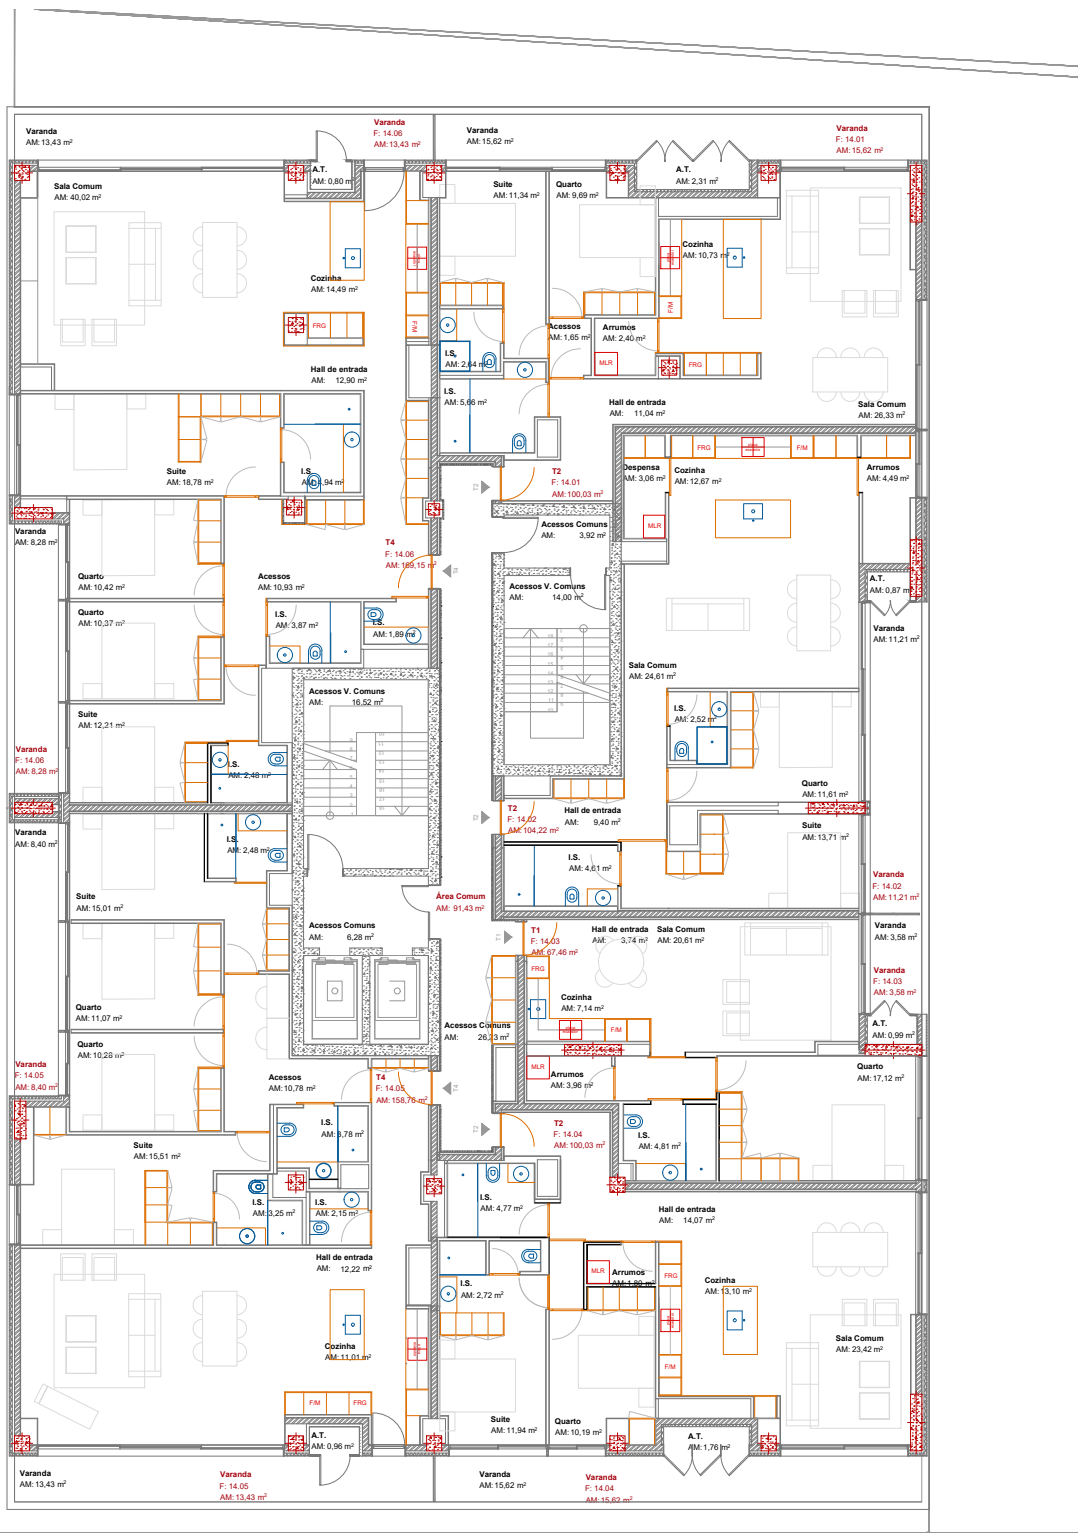 Varanda
AM: 13,43 m²
Varanda
F: 14.06
AM: 13,43 m²
Varanda
AM: 15,62 m²
Varanda
F: 14.01
AM: 15,62 m²
Sala Comum
AM: 40,02 m²
A.T.
AM: 0,80 m²
Suite
AM: 11,34 m²
Quarto
AM: 9,69 m²
A.T.
AM: 2,31 m²
Cozinha
AM: 14,49 m²
Cozinha
AM: 10,73 m²
FRG
F/M
F/M
Acessos
AM: 1,65 m²
Arrumos
AM: 2,40 m²
MLR
FRG
I.S.
AM: 2,64 m²
Hall de entrada
AM: 12,90 m²
I.S.
AM: 5,66 m²
Hall de entrada
AM: 11,04 m²
Sala Comum
AM: 26,33 m²
Suite
AM: 18,78 m²
I.S.
AM: 4,94 m²
T2
F: 14.01
AM: 100,03 m²
T2
FRG
F/M
Despensa
AM: 3,06 m²
Cozinha
AM: 12,67 m²
Arrumos
AM: 4,49 m²
MLR
Varanda
AM: 8,28 m²
T4
F: 14.06
AM: 169,15 m²
T4
Acessos Comuns
AM: 3,92 m²
Quarto
AM: 10,42 m²
Acessos
AM: 10,93 m²
Acessos V. Comuns
AM: 14,00 m²
A.T.
AM: 0,87 m²
Quarto
AM: 10,37 m²
I.S.
AM: 3,87 m²
I.S.
AM: 1,89 m²
Varanda
AM: 11,21 m²
Sala Comum
AM: 24,61 m²
Suite
AM: 12,21 m²
Acessos V. Comuns
AM: 16,52 m²
I.S.
AM: 2,52 m²
Varanda
F: 14.06
AM: 8,28 m²
I.S.
AM: 2,48 m²
Quarto
AM: 11,61 m²
T2
F: 14.02
AM: 104,22 m²
T2
Hall de entrada
AM: 9,40 m²
Suite
AM: 13,71 m²
Varanda
AM: 8,40 m²
I.S.
AM: 2,48 m²
I.S.
AM: 4,61 m²
Varanda
F: 14.02
AM: 11,21 m²
Suite
AM: 15,01 m²
Área Comum
AM: 91,43 m²
Acessos Comuns
AM: 6,28 m²
T1
T1
F: 14.03
AM: 67,46 m²
Hall de entrada
AM: 3,74 m²
Sala Comum
AM: 20,61 m²
Varanda
AM: 3,58 m²
FRG
Varanda
F: 14.03
AM: 3,58 m²
Quarto
AM: 11,07 m²
Cozinha
AM: 7,14 m²
F/M
Acessos Comuns
AM: 26,23 m²
A.T.
AM: 0,99 m²
Quarto
AM: 10,28 m²
Varanda
F: 14.05
AM: 8,40 m²
Acessos
AM: 10,78 m²
T4
F: 14.05
AM: 158,76 m²
T4
MLR
Arrumos
AM: 3,96 m²
Quarto
AM: 17,12 m²
T2
T2
F: 14.04
AM: 100,03 m²
Suite
AM: 15,51 m²
I.S.
AM: 3,78 m²
I.S.
AM: 4,81 m²
I.S.
AM: 3,25 m²
I.S.
AM: 2,15 m²
I.S.
AM: 4,77 m²
Hall de entrada
AM: 14,07 m²
Hall de entrada
AM: 12,22 m²
I.S.
AM: 2,72 m²
MLR
Arrumos
AM: 1,80 m²
FRG
Cozinha
AM: 13,10 m²
Cozinha
AM: 11,01 m²
Sala Comum
AM: 23,42 m²
F/M
F/M
FRG
Suite
AM: 11,94 m²
Quarto
AM: 10,19 m²
A.T.
AM: 0,96 m²
A.T.
AM: 1,76 m²
Varanda
AM: 13,43 m²
Varanda
F: 14.05
AM: 13,43 m²
Varanda
AM: 15,62 m²
Varanda
F: 14.04
AM: 15,62 m²